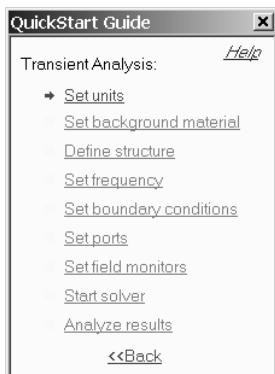 QuickStart Guide
Help
Transient Analysis:
Set units
Set background material
Define structure
Set frequency
Set boundary conditions
Set ports
Set field monitors
Start solver
Analyze results
<<Back